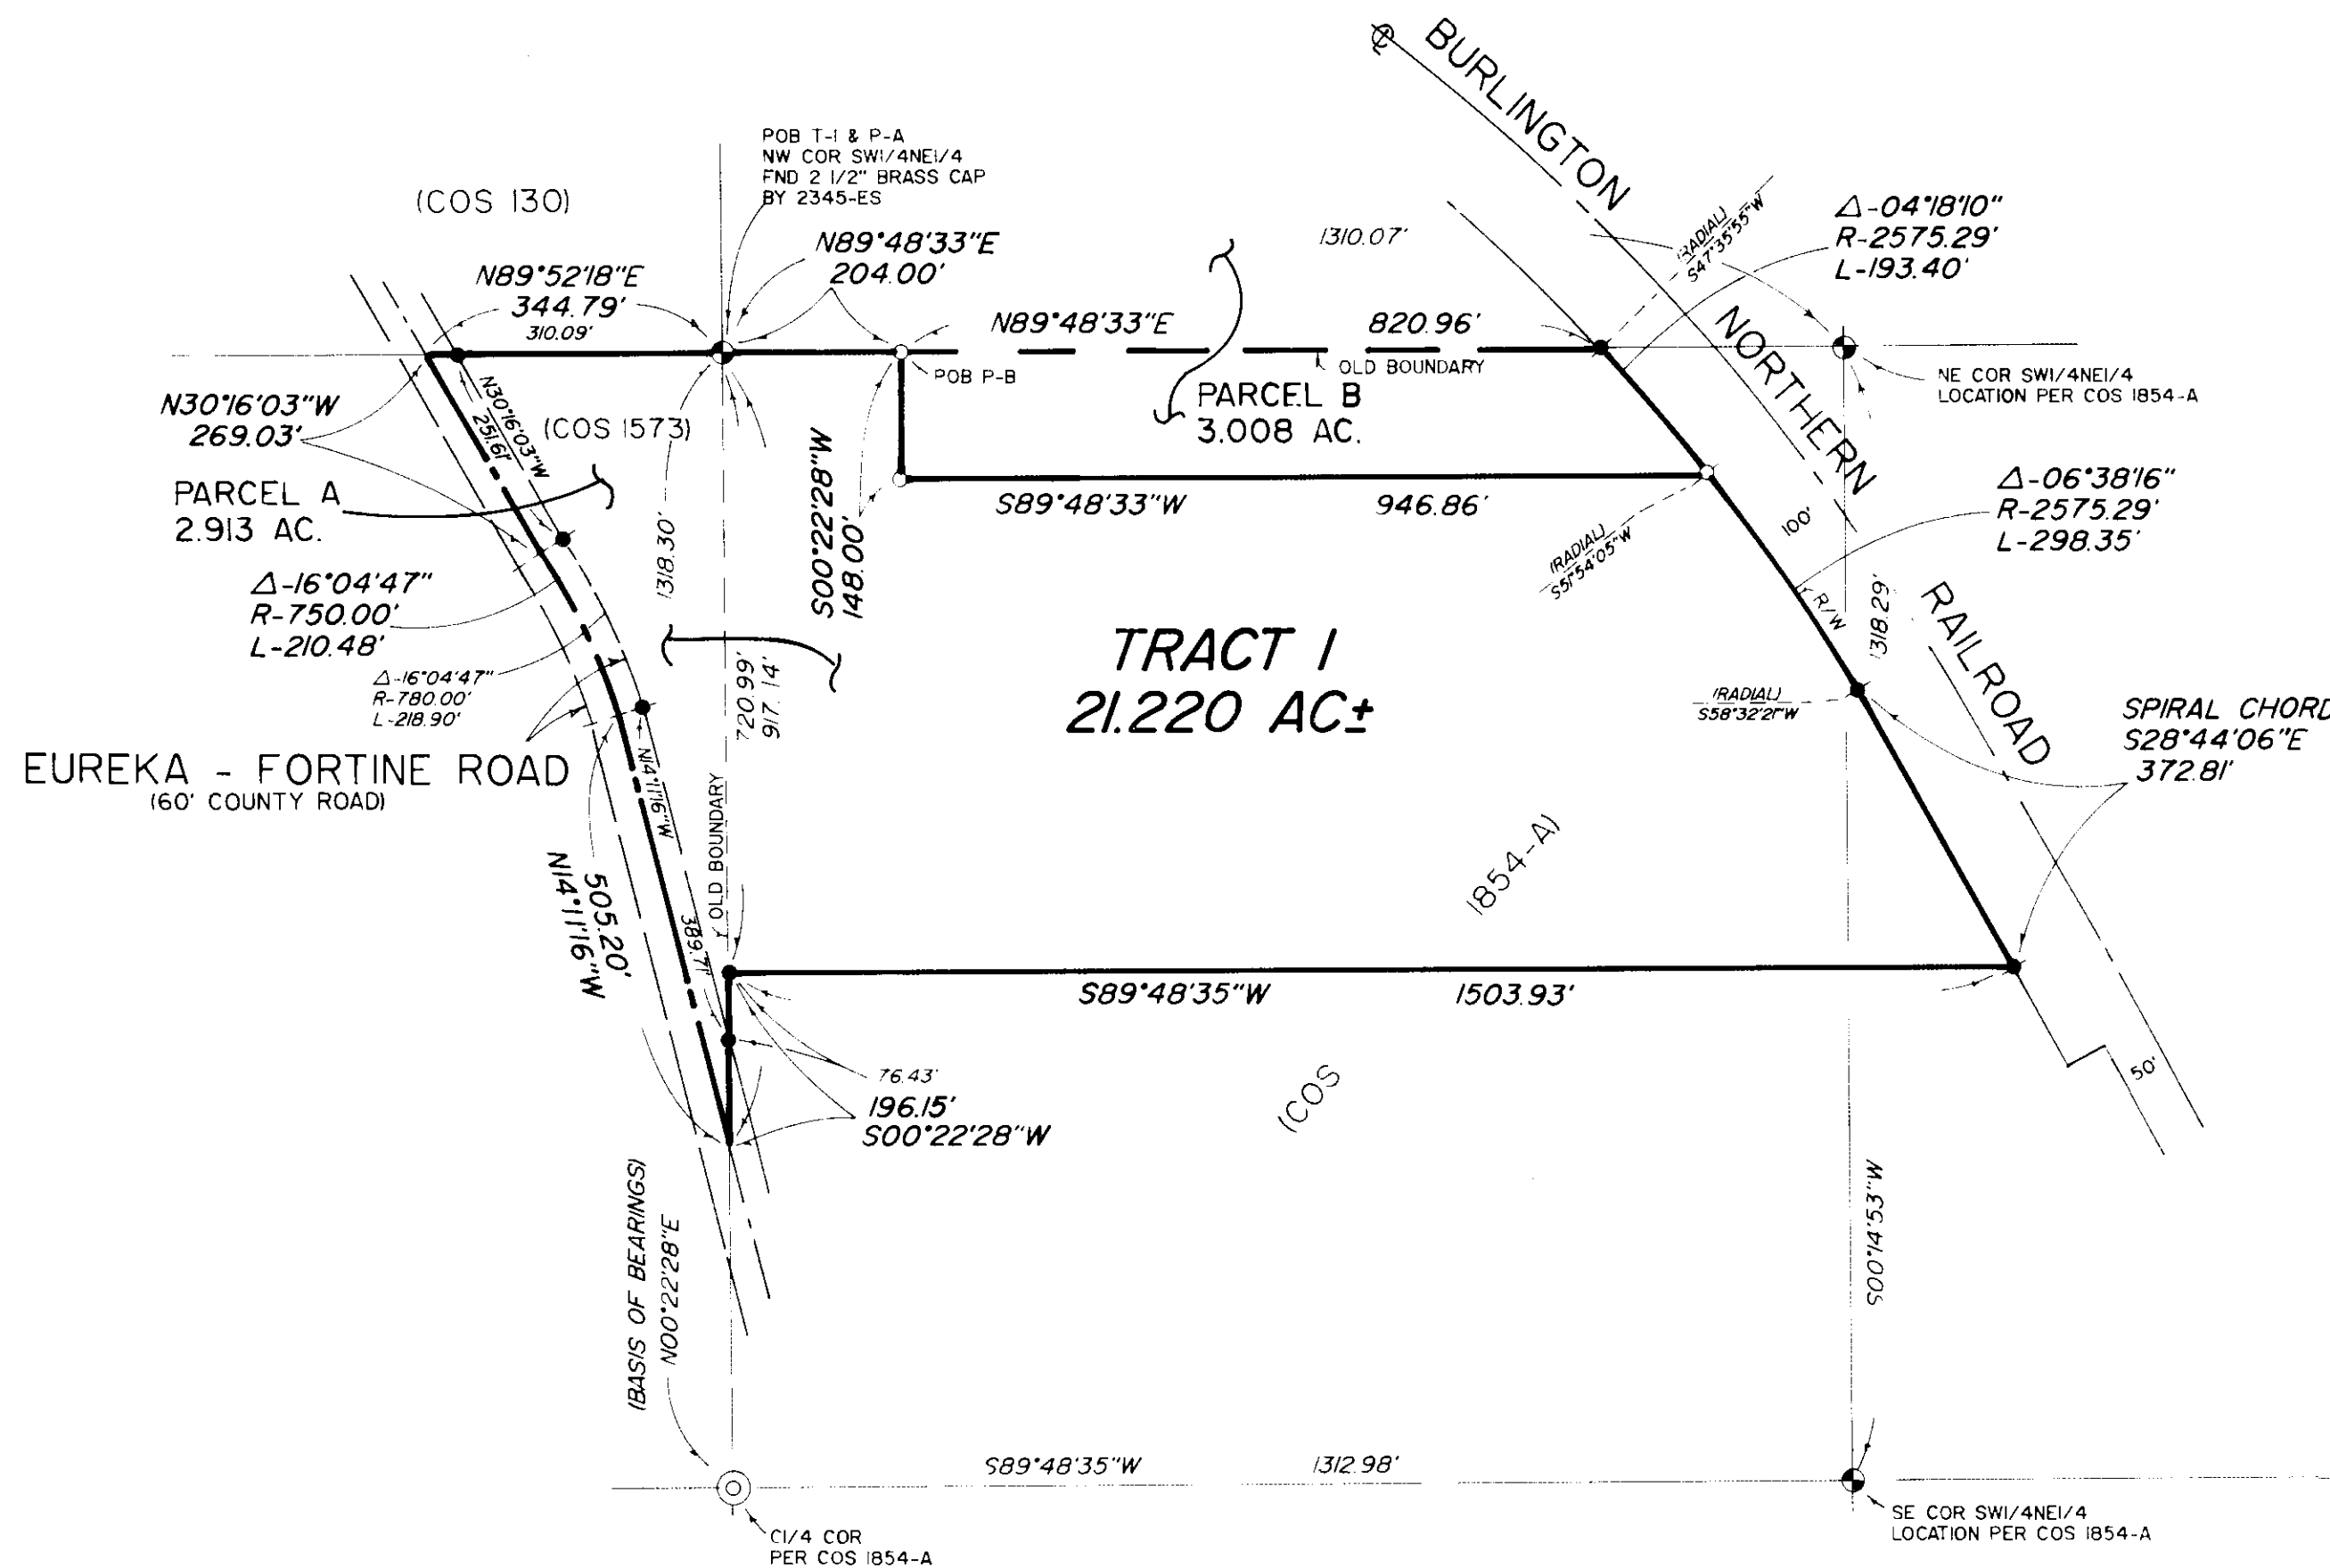 BURLINGTON
NORTHERN
RAILROAD
POB T-1 & P-A
NW COR SW1/4NE1/4
FND 2 1/2" BRASS CAP
BY 2345-ES
(COS 130)
N89°48'33"E
204.00'
N89°52'18"E
344.79'
310.09'
1310.07'
(RADIAL)
S47°35'55"W
Δ-04°18'10"
R-2575.29'
L-193.40'
N89°48'33"E
820.96'
OLD BOUNDARY
POB P-B
PARCEL B
3.008 AC.
NE COR SW1/4NE1/4
LOCATION PER COS 1854-A
N30°16'03"W
269.03'
N30°16'03"W
251.61'
(COS 1573)
PARCEL A
2.913 AC.
1318.30'
S00°22'28"W
148.00'
S89°48'33"W
946.86'
(RADIAL)
S51°54'05"W
100'
Δ-06°38'16"
R-2575.29'
L-298.35'
R/W
1318.29'
Δ-16°04'47"
R-750.00'
L-210.48'
Δ-16°04'47"
R-780.00'
L-218.90'
TRACT 1
21.220 AC±
720.99'
917.14'
(RADIAL)
S58°32'21"W
SPIRAL CHORD
S28°44'06"E
372.81'
EUREKA - FORTINE ROAD
(60' COUNTY ROAD)
N14°11'16"W
389.71'
OLD BOUNDARY
505.20'
N14°11'16"W
1854-A)
(COS
S89°48'35"W
1503.93'
76.43'
196.15'
S00°22'28"W
50'
(BASIS OF BEARINGS)
N00°22'28"E
S00°14'53"W
S89°48'35"W
1312.98'
C1/4 COR
PER COS 1854-A
SE COR SW1/4NE1/4
LOCATION PER COS 1854-A